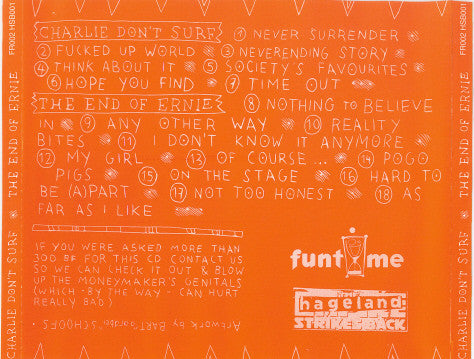 CHARLIE DON'T SURF ① NEVER SURRENDER
② FUCKED UP WORLD ③ NEVERENDING STORY
④ THINK ABOUT IT ⑤ SOCIETY'S FAVOURITES
⑥ HOPE YOU FIND ⑦ TIME OUT
THE END OF ERNIE ⑧ NOTHING TO BELIEVE
IN ⑨ ANY OTHER WAY ⑩ REALITY
BITES ⑪ I DON'T KNOW IT ANYMORE
⑫ MY GIRL ⑬ OF COURSE... ⑭ POGO
PIGS ⑮ ON THE STAGE ⑯ HARD TO
BE (A)PART ⑰ NOT TOO HONEST ⑱ AS
FAR AS I LIKE
IF YOU WERE ASKED MORE THAN
300 BF FOR THIS CD CONTACT US
SO WE CAN CHECK IT OUT & BLOW
UP THE MONEYMAKER'S GENITALS
(WHICH - BY THE WAY - CAN HURT
REALLY BAD)
Artwork by BART SCHOOFS
funtime
hageland
STRIKES BACK
CHARLIE DON'T SURF * THE END OF ERNIE FR002 HSB001
CHARLIE DON'T SURF * THE END OF ERNIE FR002 HSB001